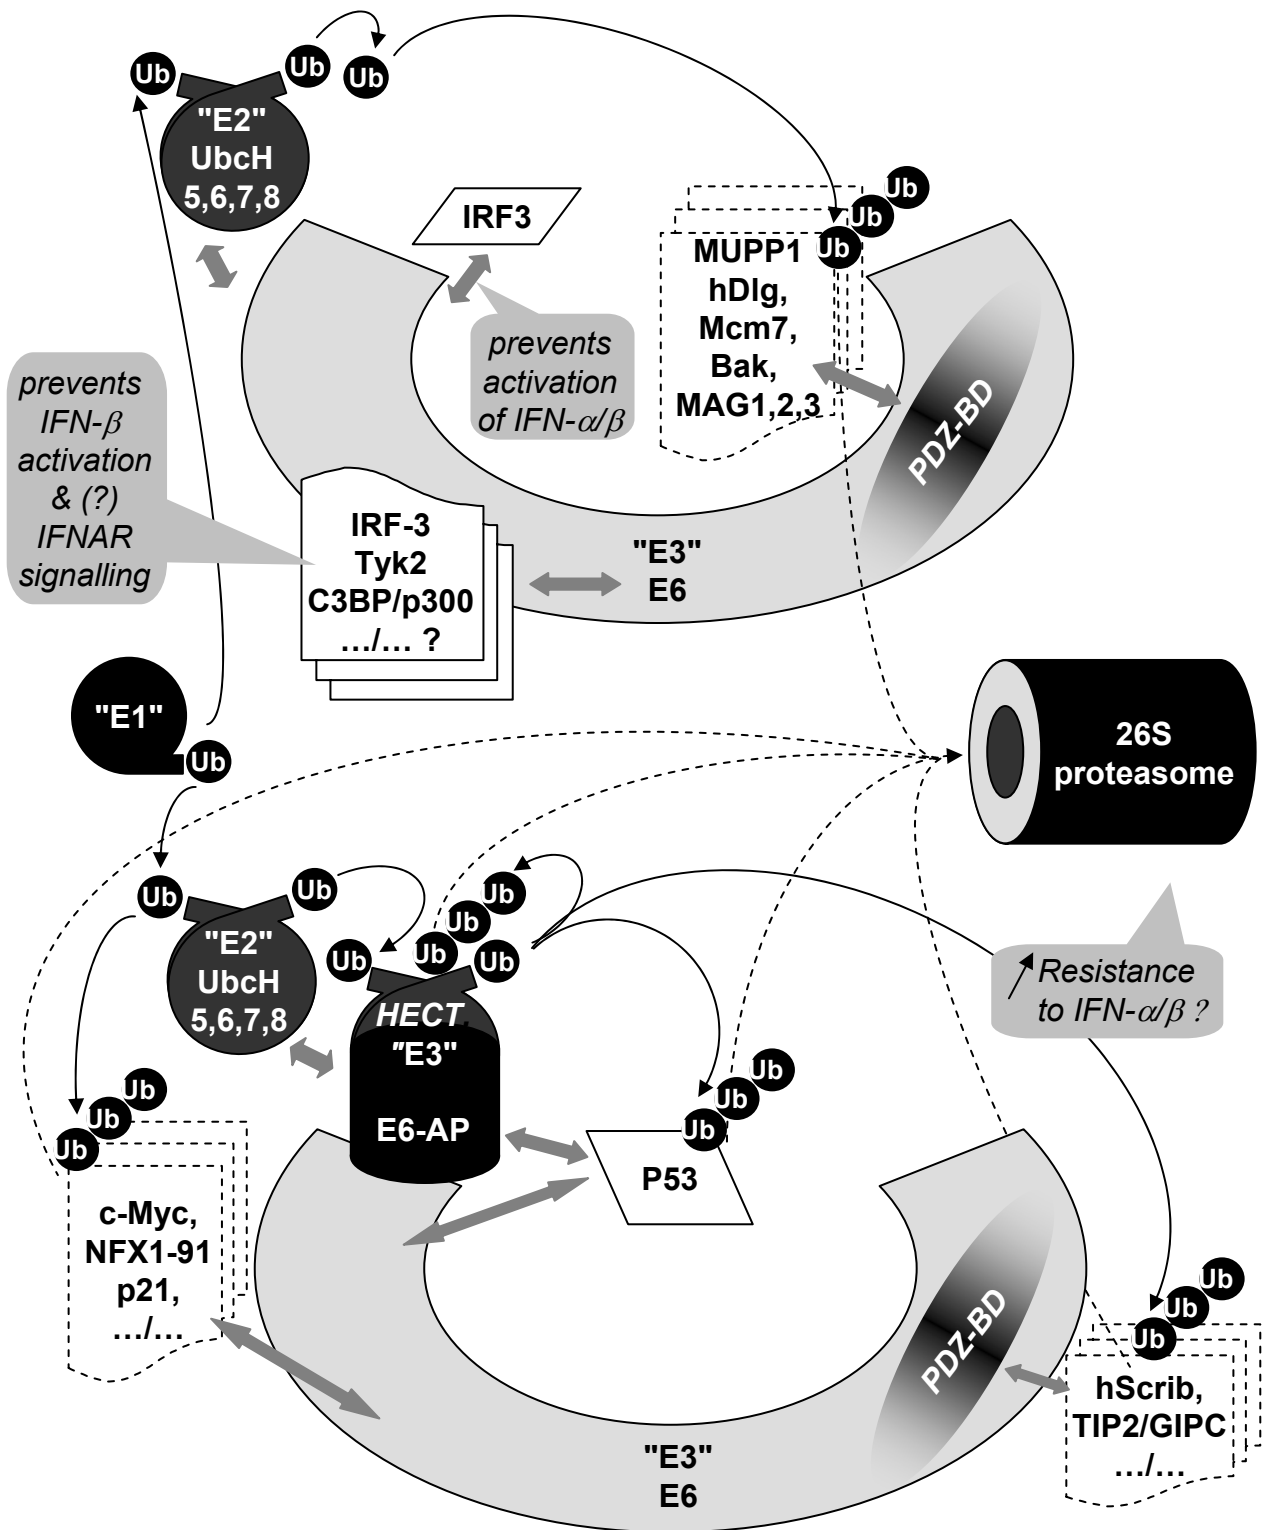 Ub
Ub
Ub
"E2"
UbcH
5,6,7,8
IRF3
Ub
Ub
Ub
MUPP1
hDlg,
Mcm7,
Bak,
MAG1,2,3
prevents
activation
of IFN-α/β
prevents
IFN-β
activation
& (?)
IFNAR
signalling
PDZ-BD
IRF-3
Tyk2
C3BP/p300
.../... ?
"E3"
E6
"E1"
Ub
26S
proteasome
Ub
Ub
"E2"
UbcH
5,6,7,8
Ub
Ub
Ub
Ub
Ub
HECT
"E3"
E6-AP
Resistance
to IFN-α/β ?
Ub
Ub
Ub
P53
Ub
Ub
Ub
c-Myc,
NFX1-91
p21,
.../...
PDZ-BD
Ub
Ub
Ub
hScrib,
TIP2/GIPC
.../...
"E3"
E6